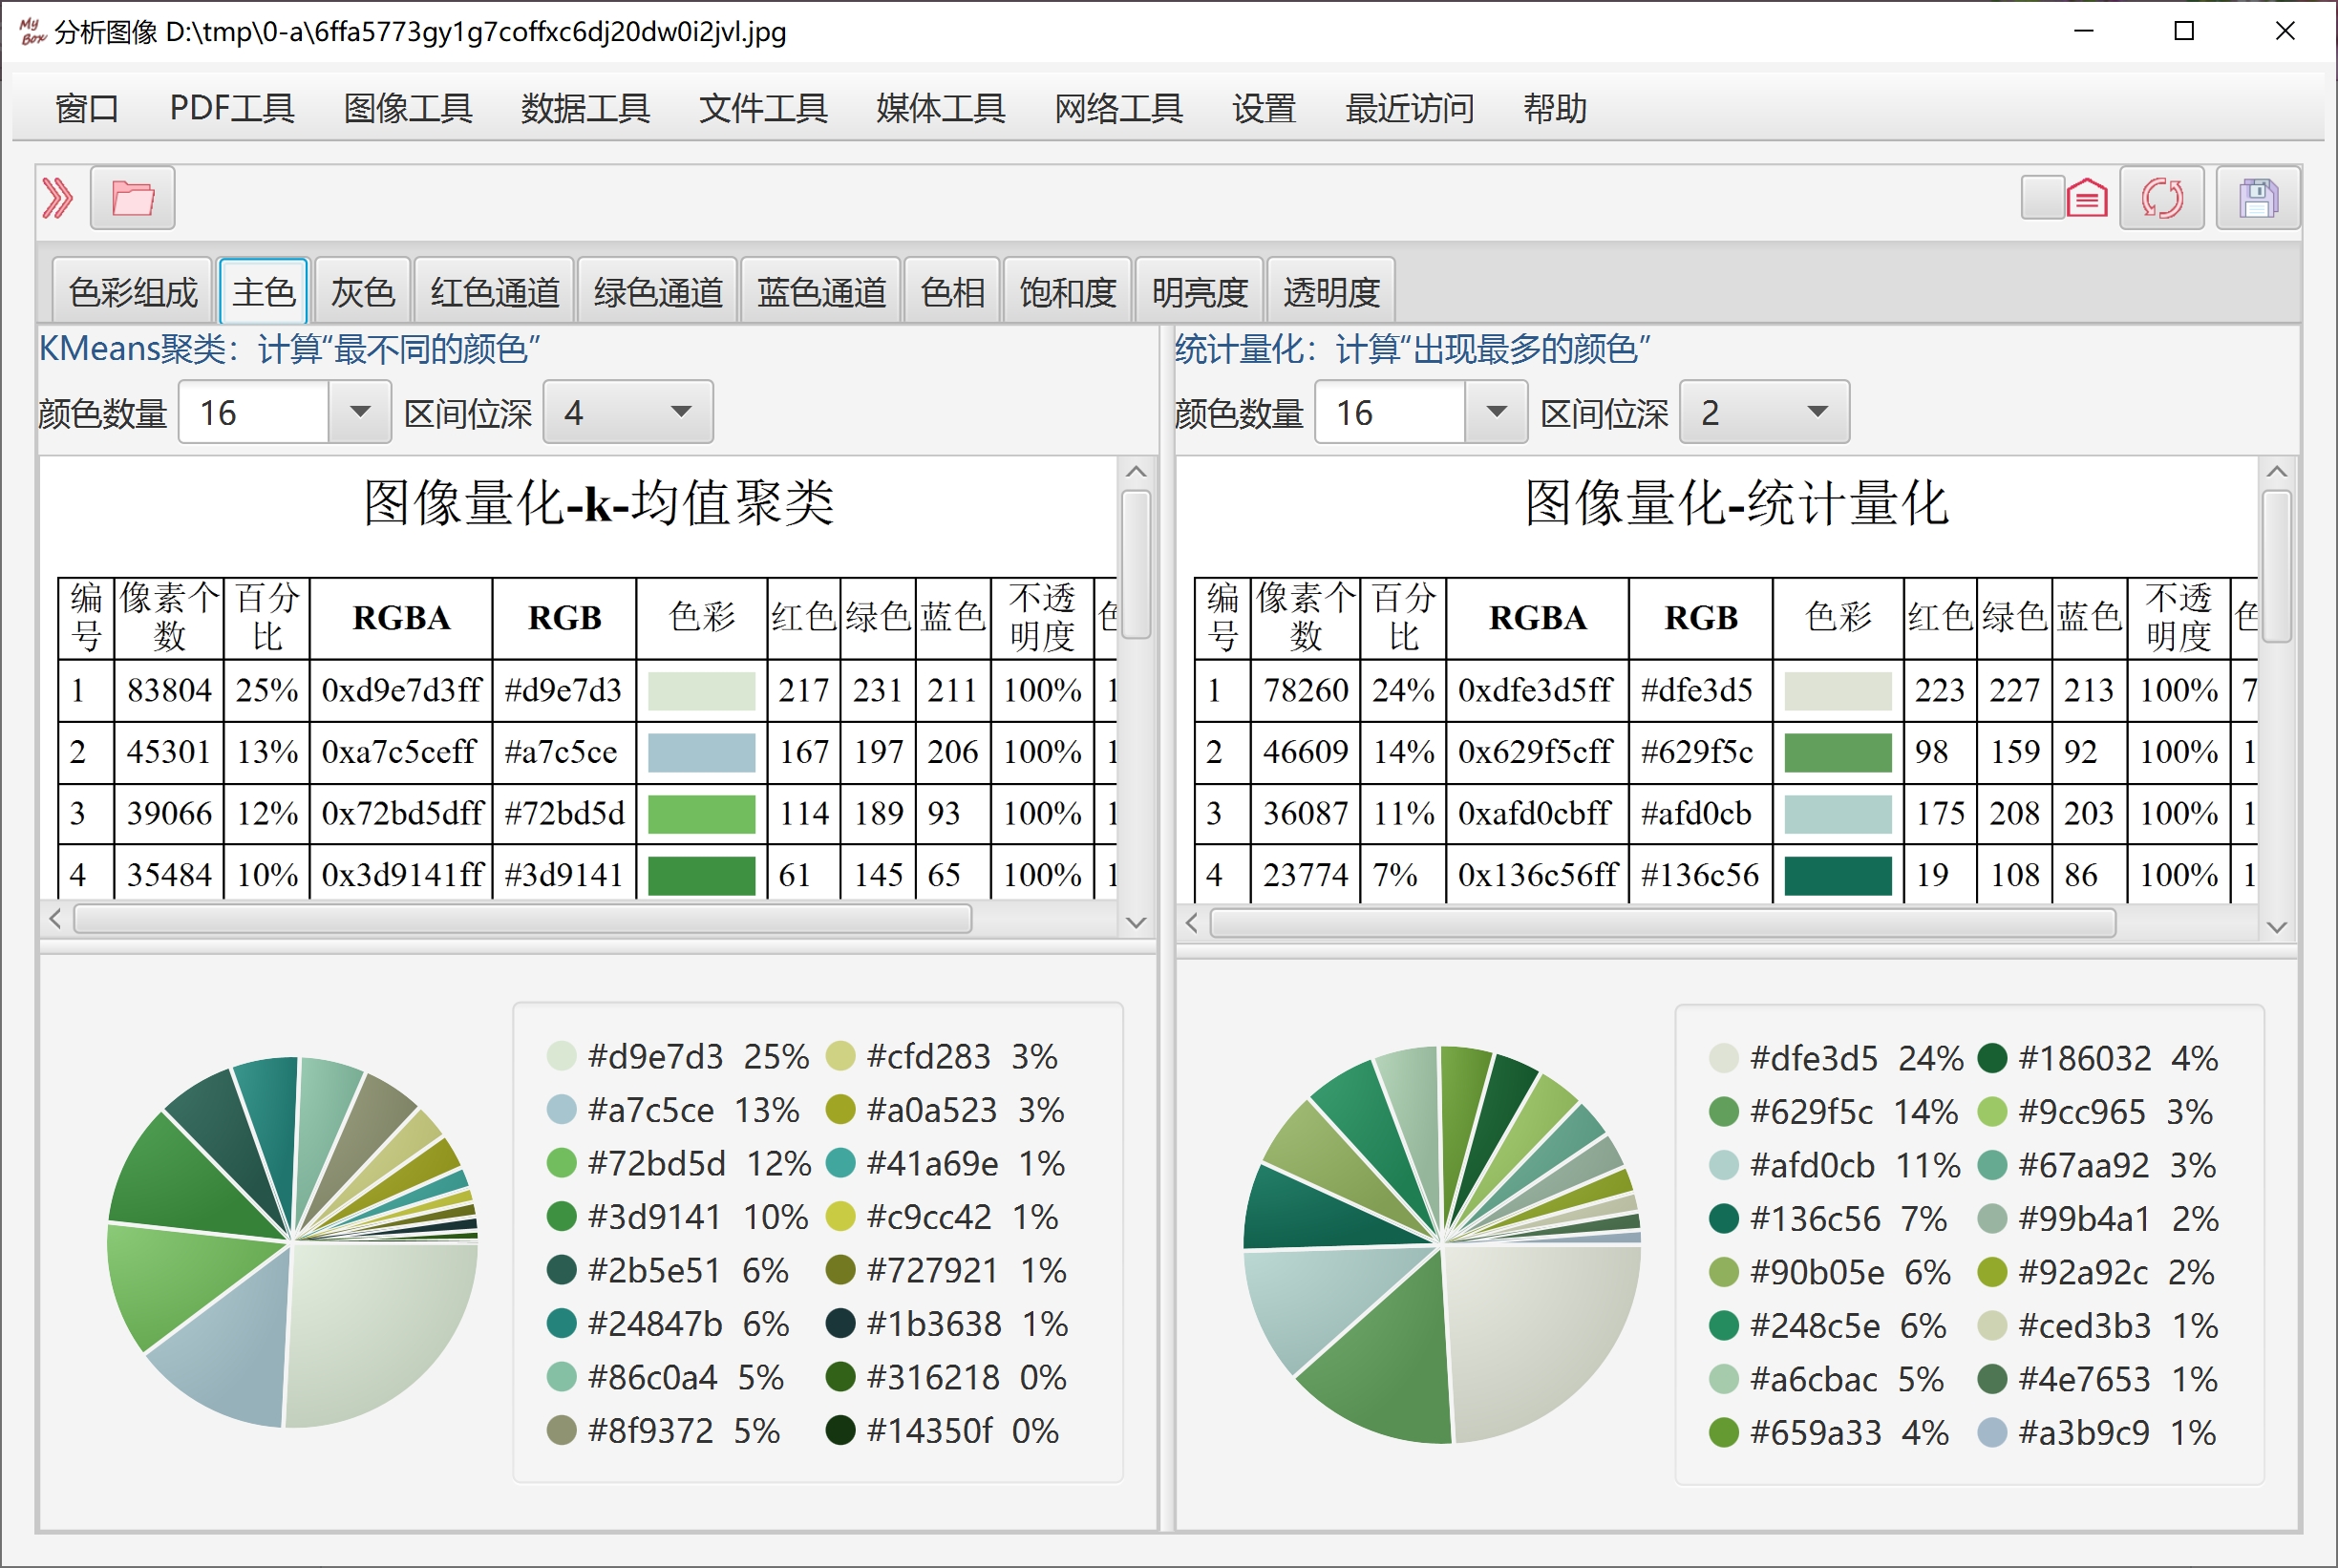 My Box 分析图像 D:\tmp\0-a\6ffa5773gy1g7coffxc6dj20dw0i2jvl.jpg
窗口 PDF工具 图像工具 数据工具 文件工具 媒体工具 网络工具 设置 最近访问 帮助
色彩组成 主色 灰色 红色通道 绿色通道 蓝色通道 色相 饱和度 明亮度 透明度
KMeans聚类：计算“最不同的颜色”
颜色数量 16 区间位深 4
图像量化-k-均值聚类
编号 像素个数 百分比 RGBA RGB 色彩 红色 绿色 蓝色 不透明度 色
1 83804 25% 0xd9e7d3ff #d9e7d3 217 231 211 100% 1
2 45301 13% 0xa7c5ceff #a7c5ce 167 197 206 100% 1
3 39066 12% 0x72bd5dff #72bd5d 114 189 93 100% 1
4 35484 10% 0x3d9141ff #3d9141 61 145 65 100% 1
#d9e7d3 25% #cfd283 3%
#a7c5ce 13% #a0a523 3%
#72bd5d 12% #41a69e 1%
#3d9141 10% #c9cc42 1%
#2b5e51 6% #727921 1%
#24847b 6% #1b3638 1%
#86c0a4 5% #316218 0%
#8f9372 5% #14350f 0%
统计量化：计算“出现最多的颜色”
颜色数量 16 区间位深 2
图像量化-统计量化
编号 像素个数 百分比 RGBA RGB 色彩 红色 绿色 蓝色 不透明度 色
1 78260 24% 0xdfe3d5ff #dfe3d5 223 227 213 100% 7
2 46609 14% 0x629f5cff #629f5c 98 159 92 100% 1
3 36087 11% 0xafd0cbff #afd0cb 175 208 203 100% 1
4 23774 7% 0x136c56ff #136c56 19 108 86 100% 1
#dfe3d5 24% #186032 4%
#629f5c 14% #9cc965 3%
#afd0cb 11% #67aa92 3%
#136c56 7% #99b4a1 2%
#90b05e 6% #92a92c 2%
#248c5e 6% #ced3b3 1%
#a6cbac 5% #4e7653 1%
#659a33 4% #a3b9c9 1%